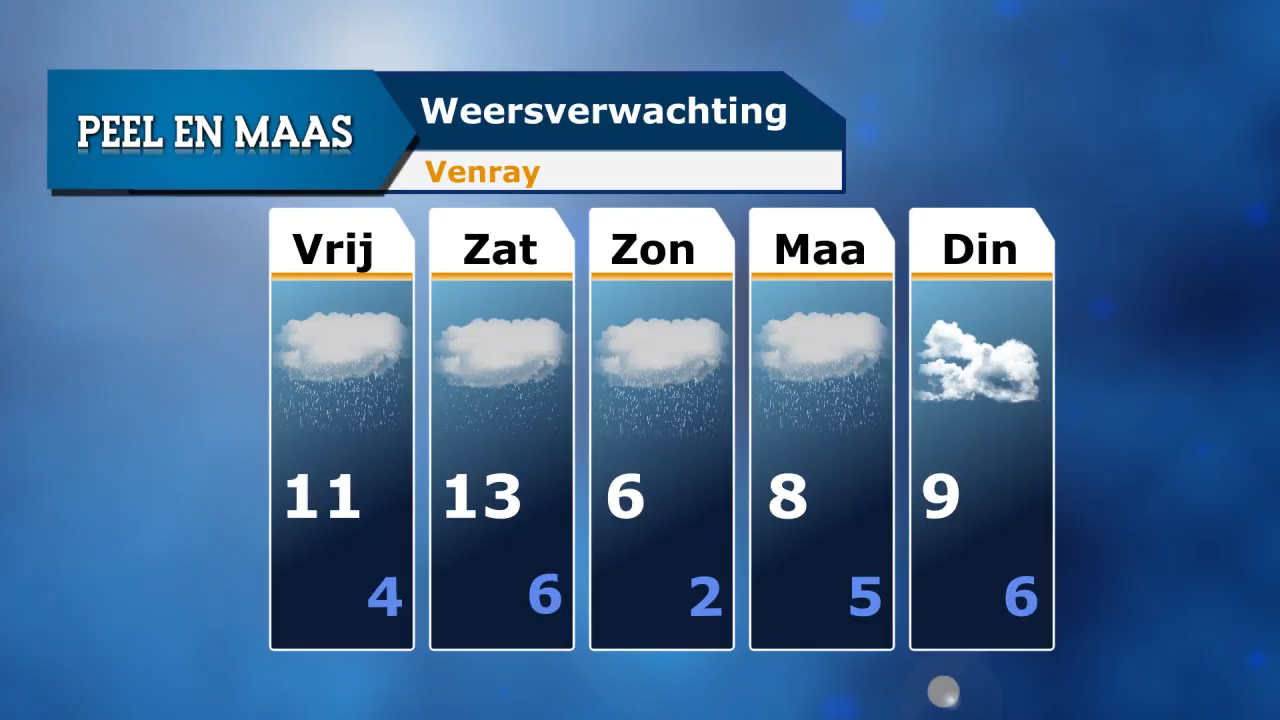 PEEL EN MAAS
Weersverwachting
Venray
Vrij Zat Zon Maa Din
11 13 6 8 9
4 6 2 5 6